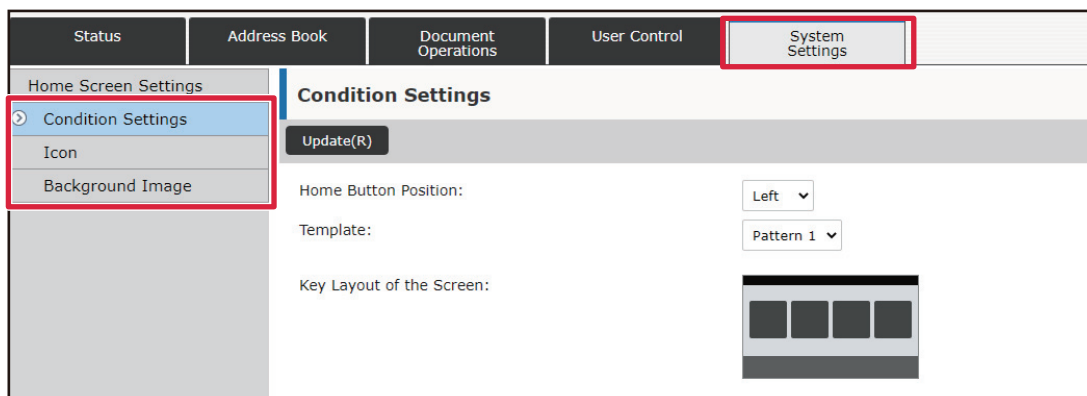 Status
Address Book
Document
Operations
User Control
System
Settings
Home Screen Settings
Condition Settings
Icon
Background Image
Condition Settings
Update(R)
Home Button Position:
Left
Template:
Pattern 1
Key Layout of the Screen: